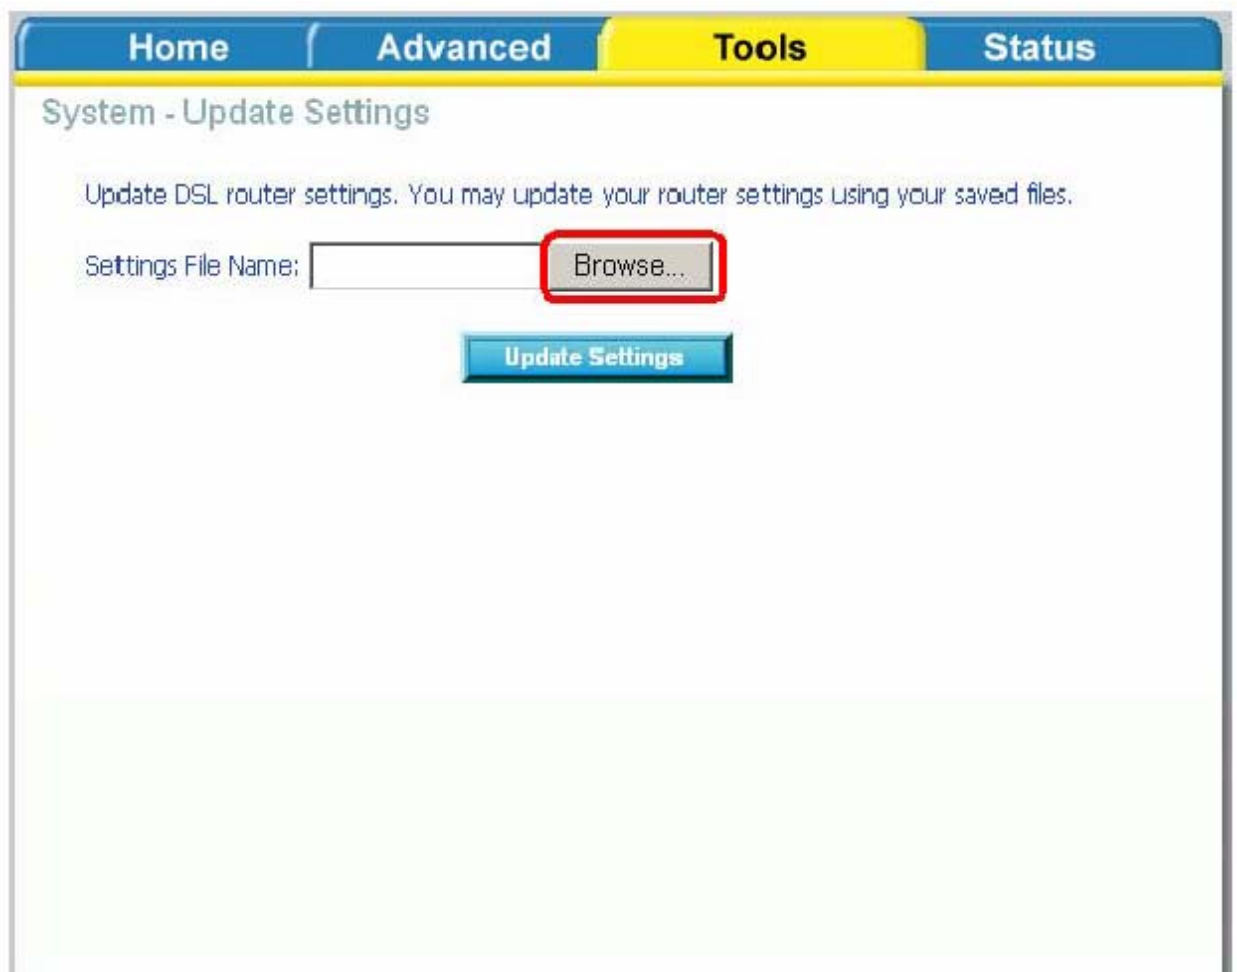 Home Advanced Tools Status
System - Update Settings
Update DSL router settings. You may update your router settings using your saved files.
Settings File Name: Browse...
Update Settings